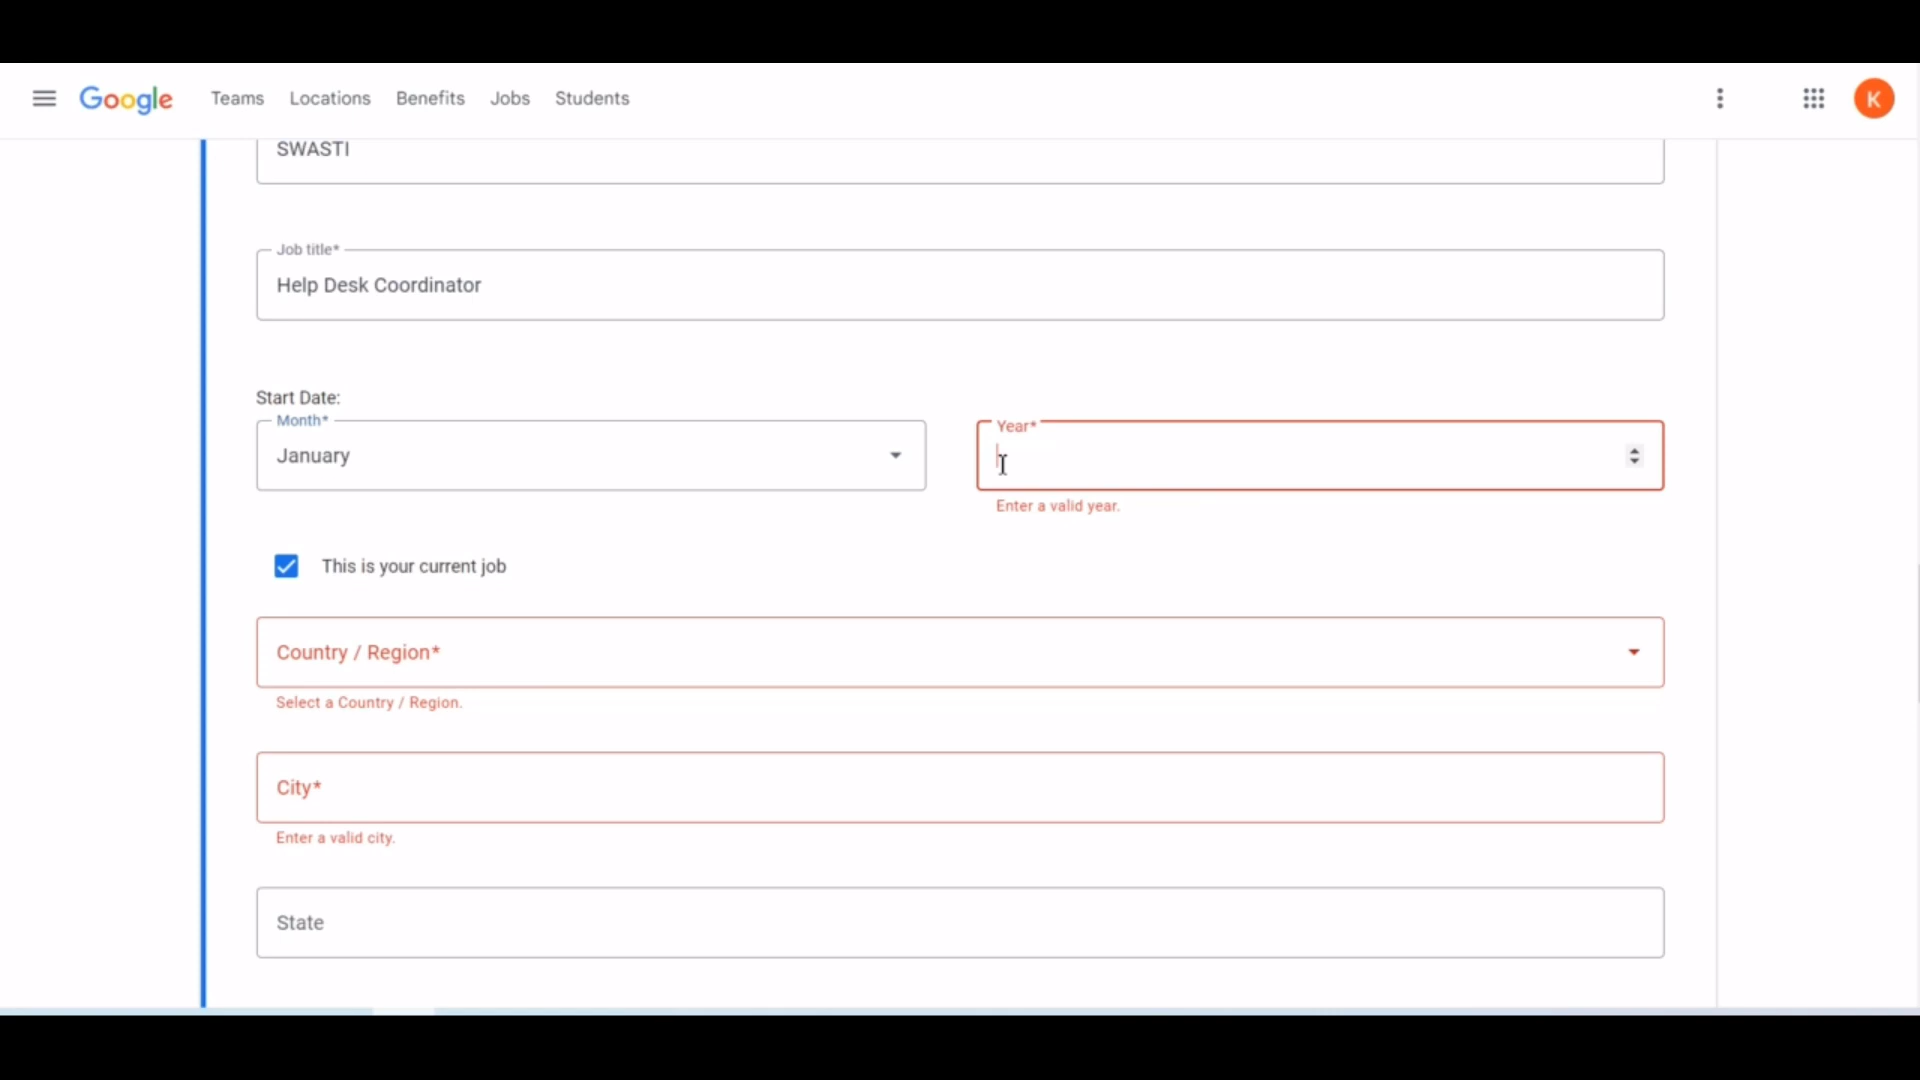 Google Teams Locations Benefits Jobs Students K
SWASTI
Job title*
Help Desk Coordinator
Start Date:
Month* Year*
January
Enter a valid year.
This is your current job
Country / Region*
Select a Country / Region.
City*
Enter a valid city.
State